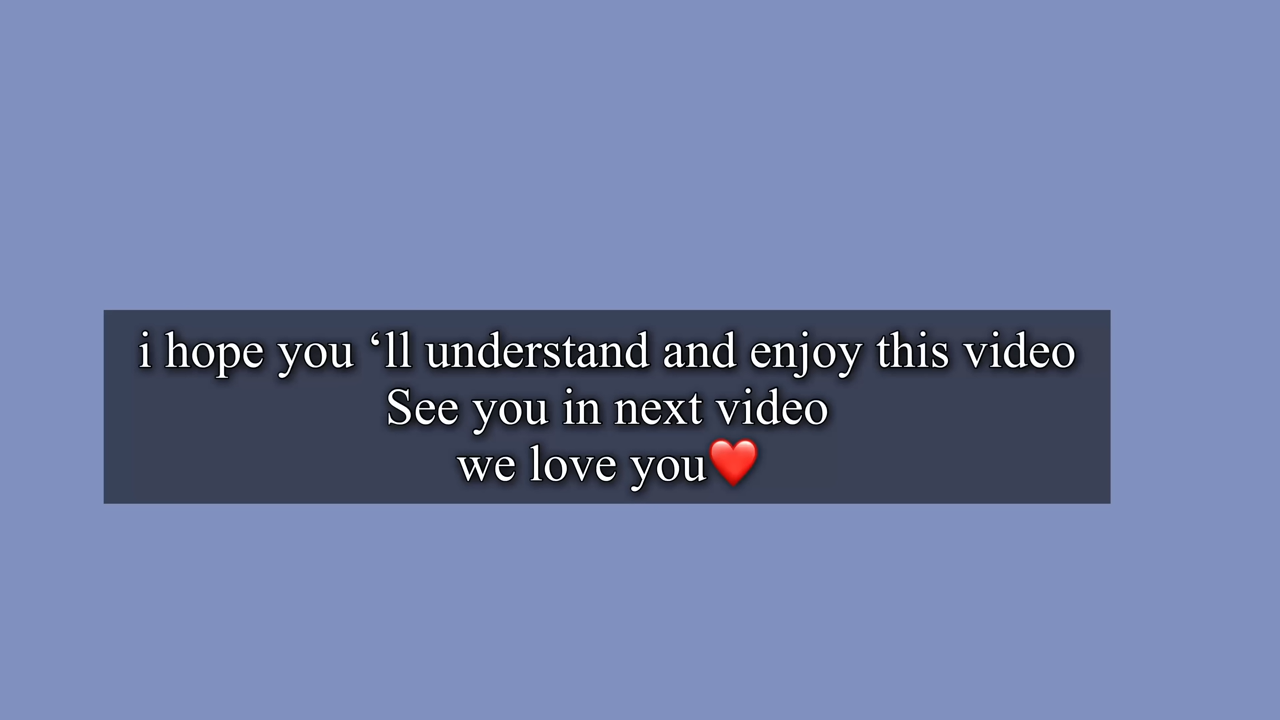 i hope you ‘ll understand and enjoy this video
See you in next video
we love you❤️